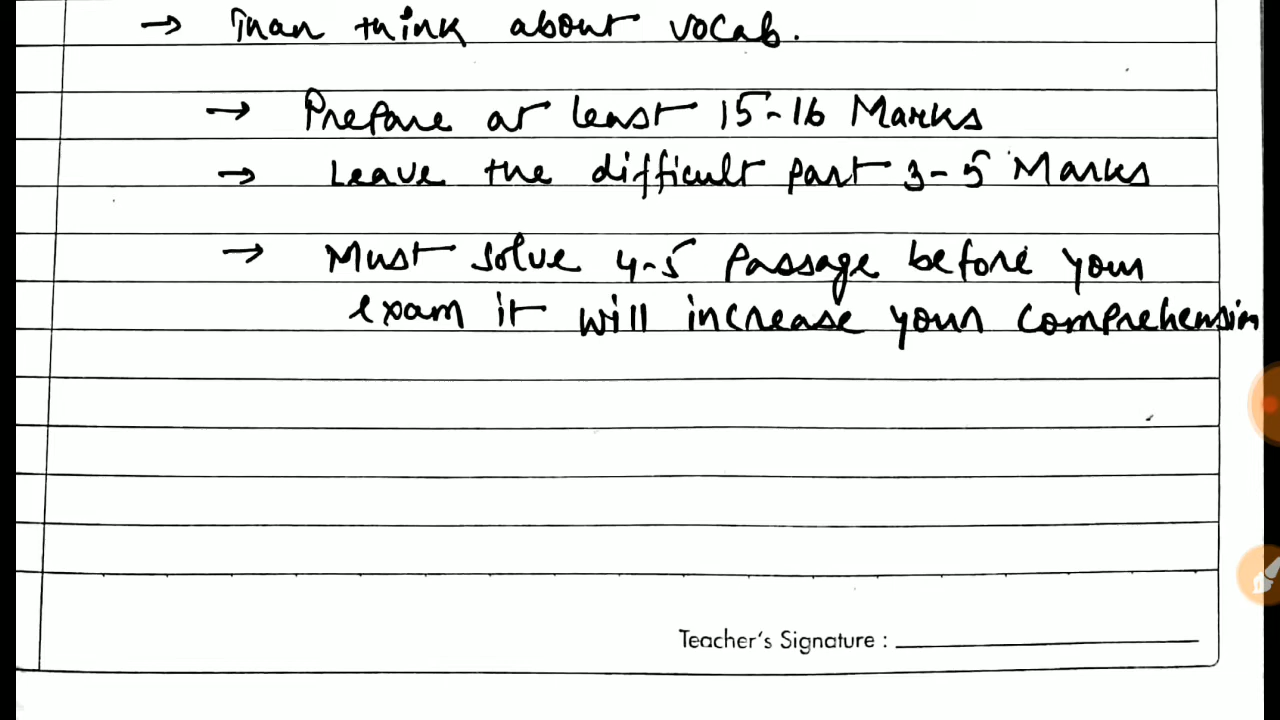 → Than think about vocab.
→ Prepare at least 15-16 Marks
→ Leave the difficult part 3-5 Marks
→ Must solve 4-5 Passage before your
exam it will increase your comprehension
Teacher's Signature :